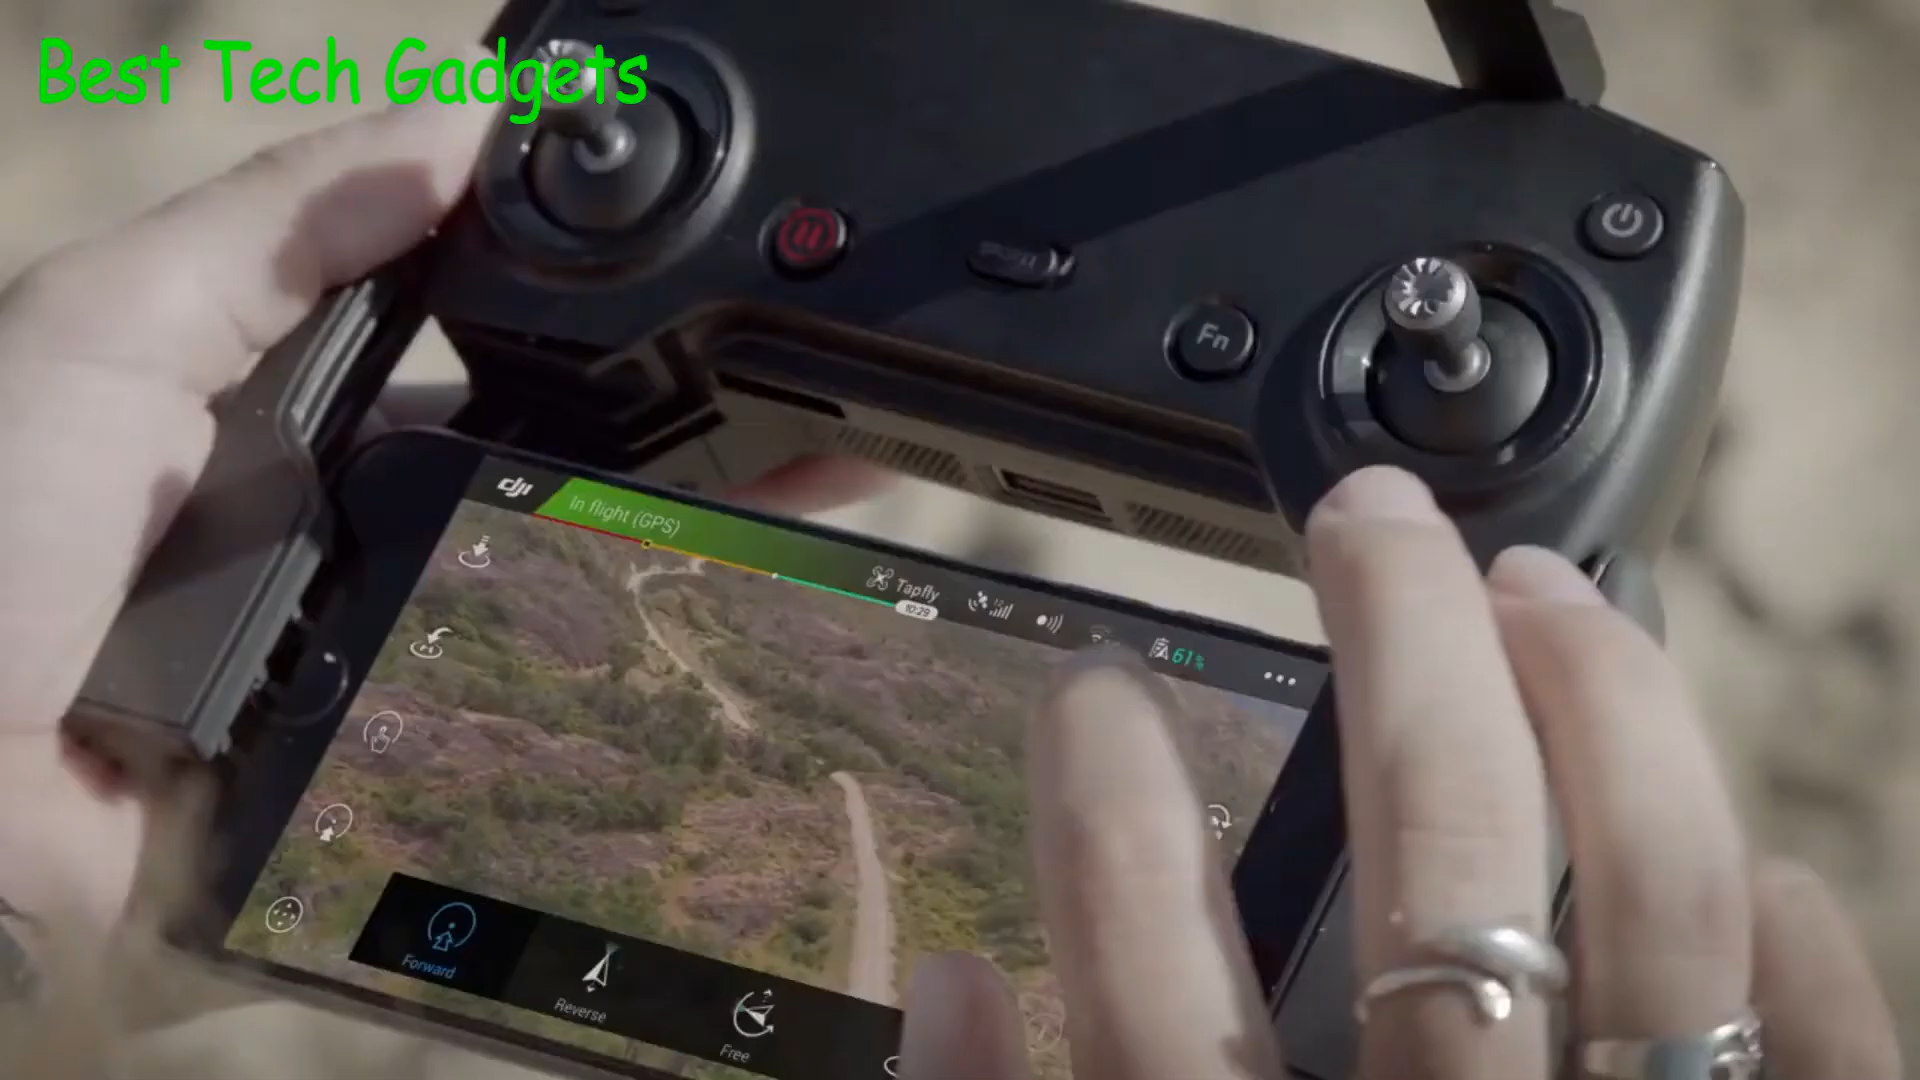 Best Tech Gadgets
Fn
dji
In flight (GPS)
Tapfly
10:29
61%
Forward
Reverse
Free